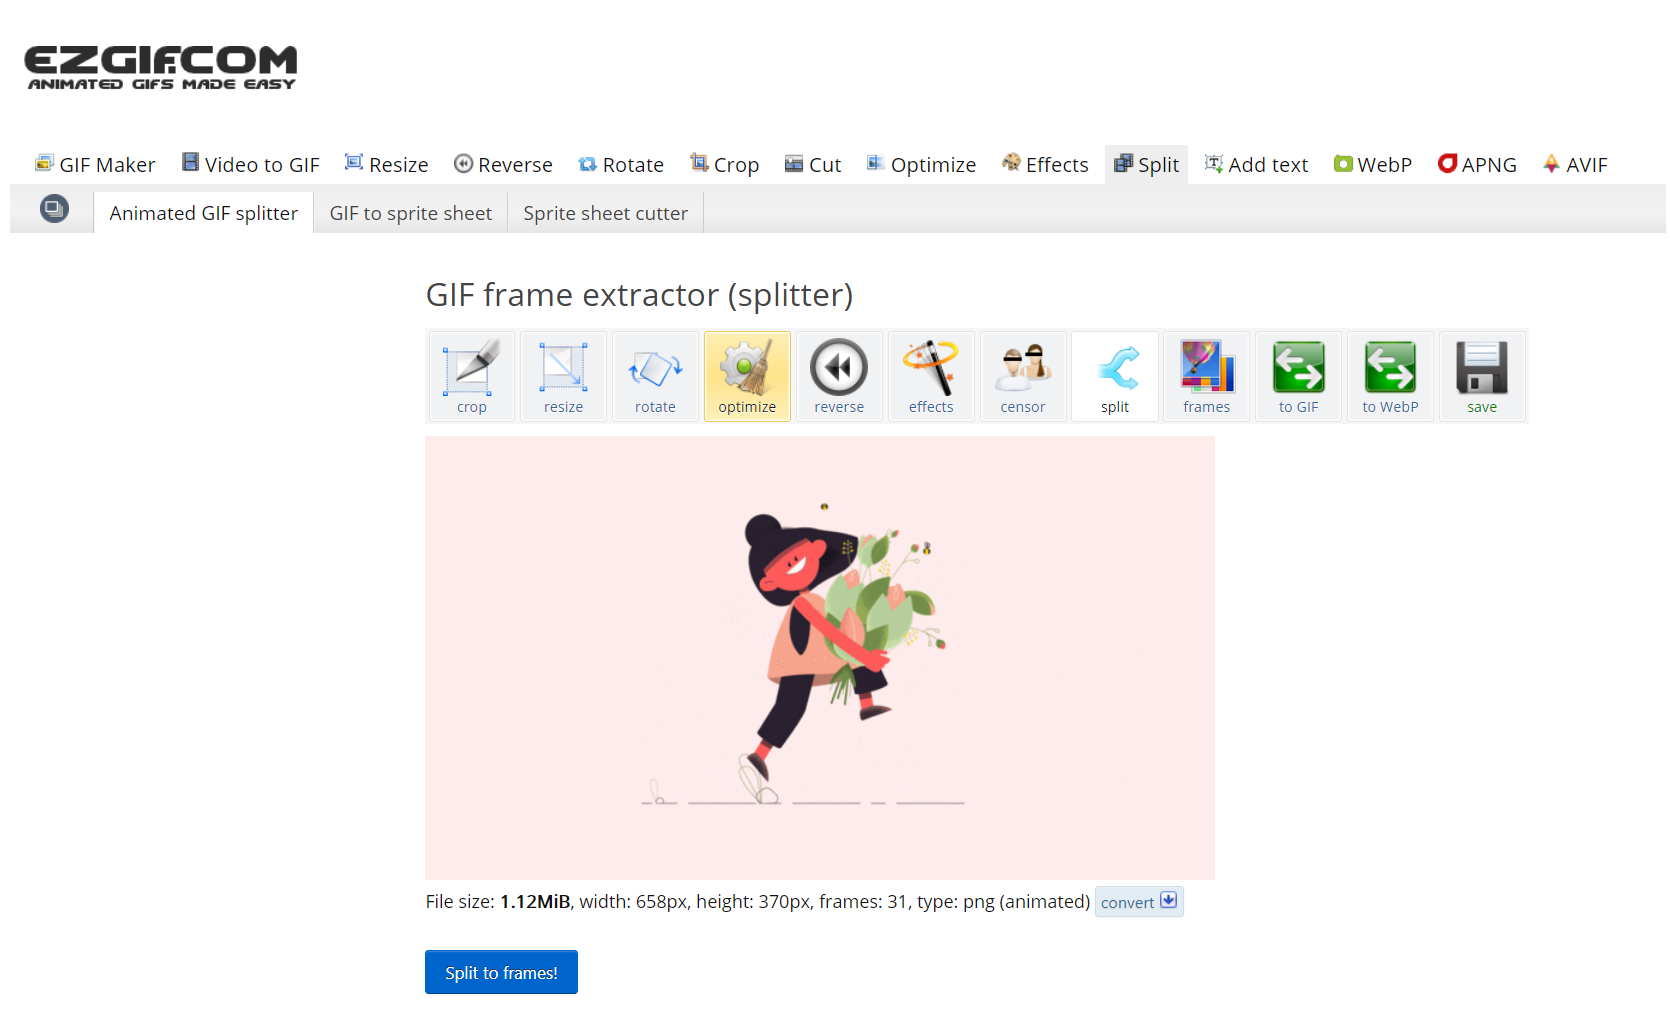 EZGIF.COM
ANIMATED GIFS MADE EASY
GIF Maker Video to GIF Resize Reverse Rotate Crop Cut Optimize Effects Split Add text WebP APNG AVIF
Animated GIF splitter GIF to sprite sheet Sprite sheet cutter
GIF frame extractor (splitter)
crop resize rotate optimize reverse effects censor split frames to GIF to WebP save
File size: 1.12MiB, width: 658px, height: 370px, frames: 31, type: png (animated) convert
Split to frames!